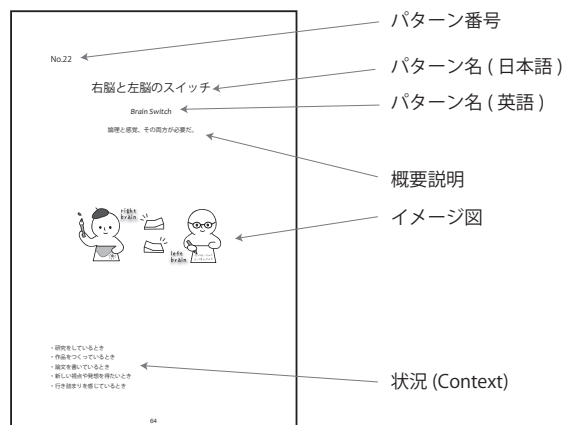 No.22
右脳と左脳のスイッチ
Brain Switch
論理と感覚、その両方が必要だ。
right
brain
left
brain
・研究をしているとき
・作品をつくっているとき
・論文を書いているとき
・新しい視点や発想を得たいとき
・行き詰まりを感じているとき
64
パターン番号
パターン名 ( 日本語 )
パターン名 ( 英語 )
概要説明
イメージ図
状況 (Context)